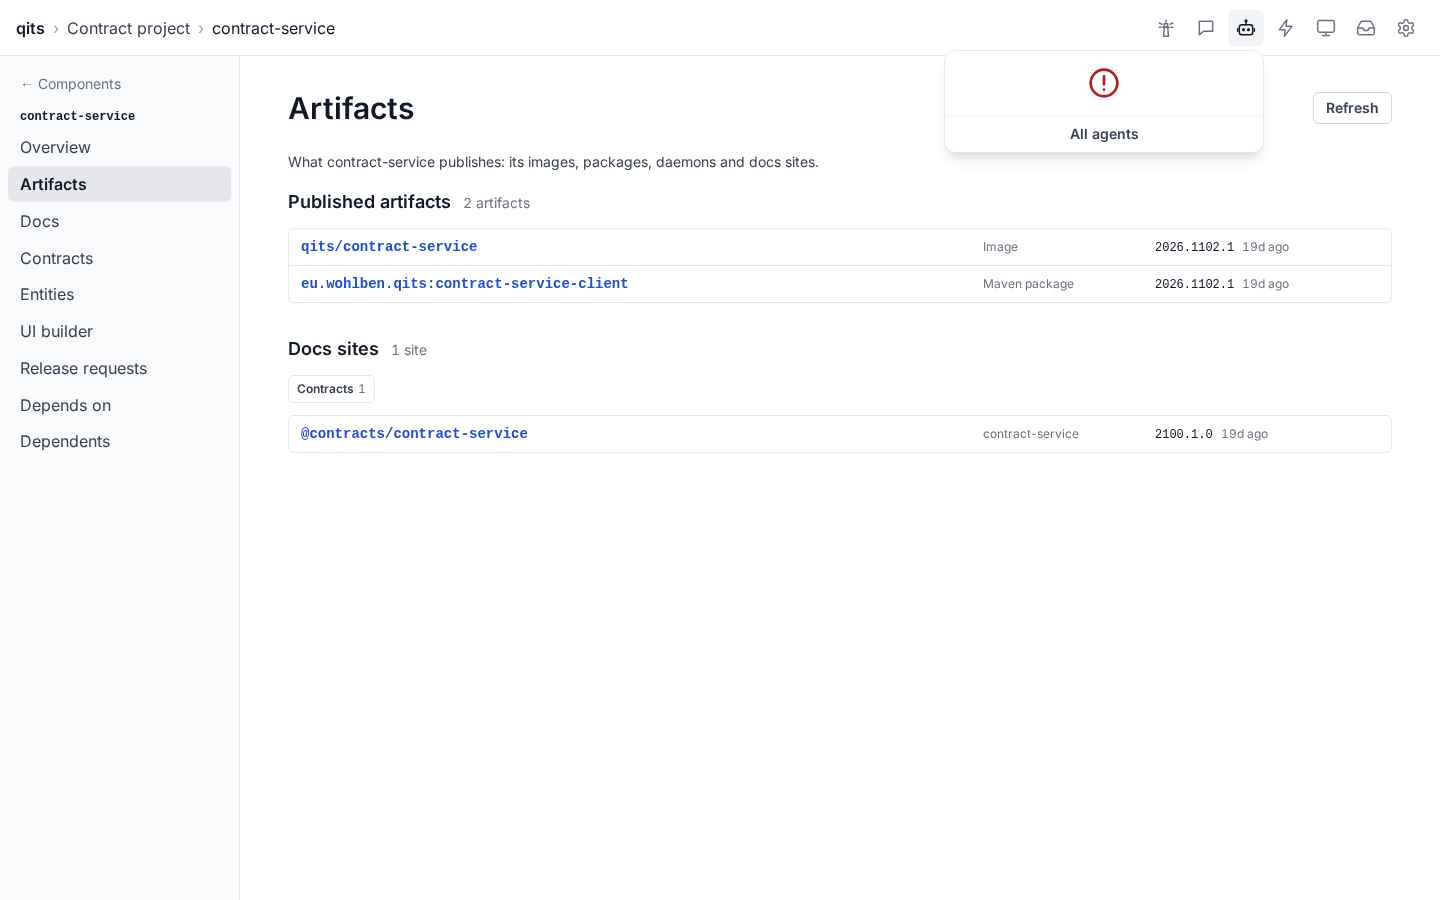 qits › Contract project › contract-service
← Components
contract-service
Overview
Artifacts
Docs
Contracts
Entities
UI builder
Release requests
Depends on
Dependents
All agents
Artifacts
Refresh
What contract-service publishes: its images, packages, daemons and docs sites.
Published artifacts 2 artifacts
qits/contract-service Image 2026.1102.1 19d ago
eu.wohlben.qits:contract-service-client Maven package 2026.1102.1 19d ago
Docs sites 1 site
Contracts 1
@contracts/contract-service contract-service 2100.1.0 19d ago